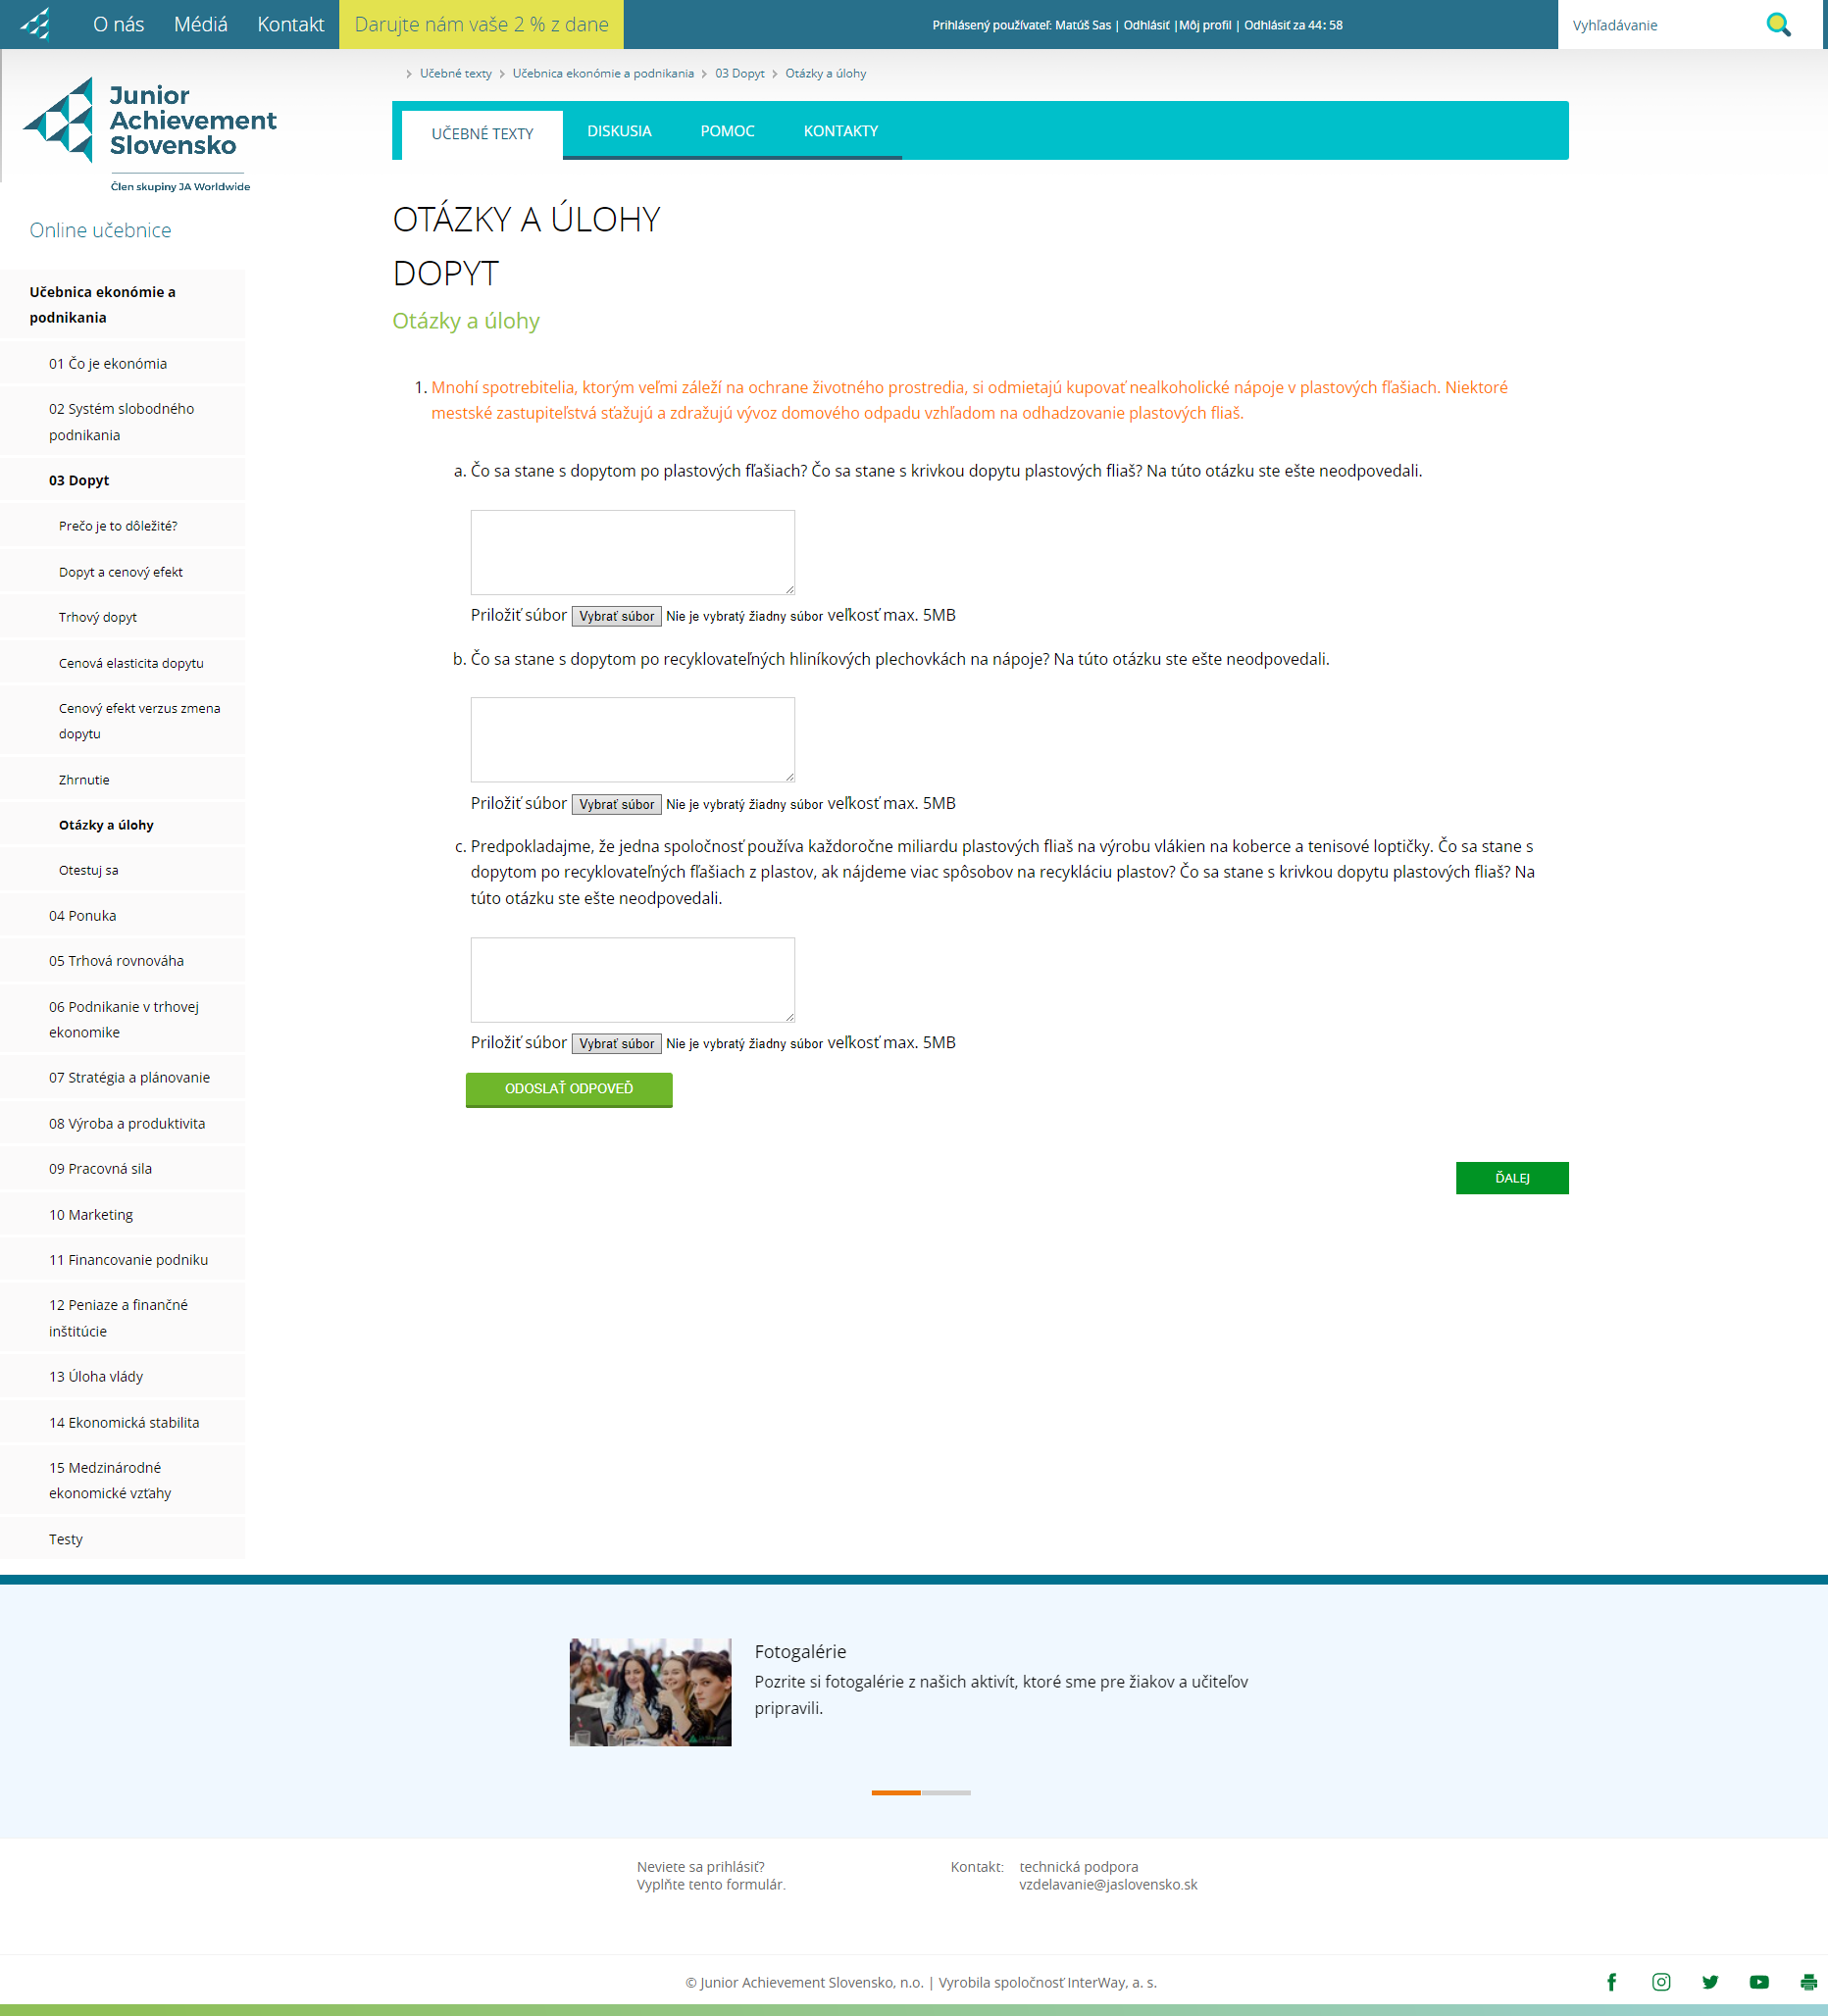 O nás Médiá Kontakt Darujte nám vaše 2 % z dane Prihlásený používateľ: Matúš Sas | Odhlásiť |Môj profil | Odhlásiť za 44: 58 Vyhľadávanie
Učebné texty Učebnica ekonómie a podnikania 03 Dopyt Otázky a úlohy
Junior
Achievement
Slovensko
Člen skupiny JA Worldwide
UČEBNÉ TEXTY DISKUSIA POMOC KONTAKTY
Online učebnice
Učebnica ekonómie a
podnikania
01 Čo je ekonómia
02 Systém slobodného
podnikania
03 Dopyt
Prečo je to dôležité?
Dopyt a cenový efekt
Trhový dopyt
Cenová elasticita dopytu
Cenový efekt verzus zmena
dopytu
Zhrnutie
Otázky a úlohy
Otestuj sa
04 Ponuka
05 Trhová rovnováha
06 Podnikanie v trhovej
ekonomike
07 Stratégia a plánovanie
08 Výroba a produktivita
09 Pracovná sila
10 Marketing
11 Financovanie podniku
12 Peniaze a finančné
inštitúcie
13 Úloha vlády
14 Ekonomická stabilita
15 Medzinárodné
ekonomické vzťahy
Testy
OTÁZKY A ÚLOHY
DOPYT
Otázky a úlohy
1. Mnohí spotrebitelia, ktorým veľmi záleží na ochrane životného prostredia, si odmietajú kupovať nealkoholické nápoje v plastových fľašiach. Niektoré
mestské zastupiteľstvá sťažujú a zdražujú vývoz domového odpadu vzhľadom na odhadzovanie plastových fliaš.
a. Čo sa stane s dopytom po plastových fľašiach? Čo sa stane s krivkou dopytu plastových fliaš? Na túto otázku ste ešte neodpovedali.
Priložiť súbor Vybrať súbor Nie je vybratý žiadny súbor veľkosť max. 5MB
b. Čo sa stane s dopytom po recyklovateľných hliníkových plechovkách na nápoje? Na túto otázku ste ešte neodpovedali.
Priložiť súbor Vybrať súbor Nie je vybratý žiadny súbor veľkosť max. 5MB
c. Predpokladajme, že jedna spoločnosť používa každoročne miliardu plastových fliaš na výrobu vlákien na koberce a tenisové loptičky. Čo sa stane s
dopytom po recyklovateľných fľašiach z plastov, ak nájdeme viac spôsobov na recykláciu plastov? Čo sa stane s krivkou dopytu plastových fliaš? Na
túto otázku ste ešte neodpovedali.
Priložiť súbor Vybrať súbor Nie je vybratý žiadny súbor veľkosť max. 5MB
ODOSLAŤ ODPOVEĎ
ĎALEJ
Fotogalérie
Pozrite si fotogalérie z našich aktivít, ktoré sme pre žiakov a učiteľov
pripravili.
Neviete sa prihlásiť?
Vyplňte tento formulár.
Kontakt: technická podpora
vzdelavanie@jaslovensko.sk
© Junior Achievement Slovensko, n.o. | Vyrobila spoločnosť InterWay, a. s.